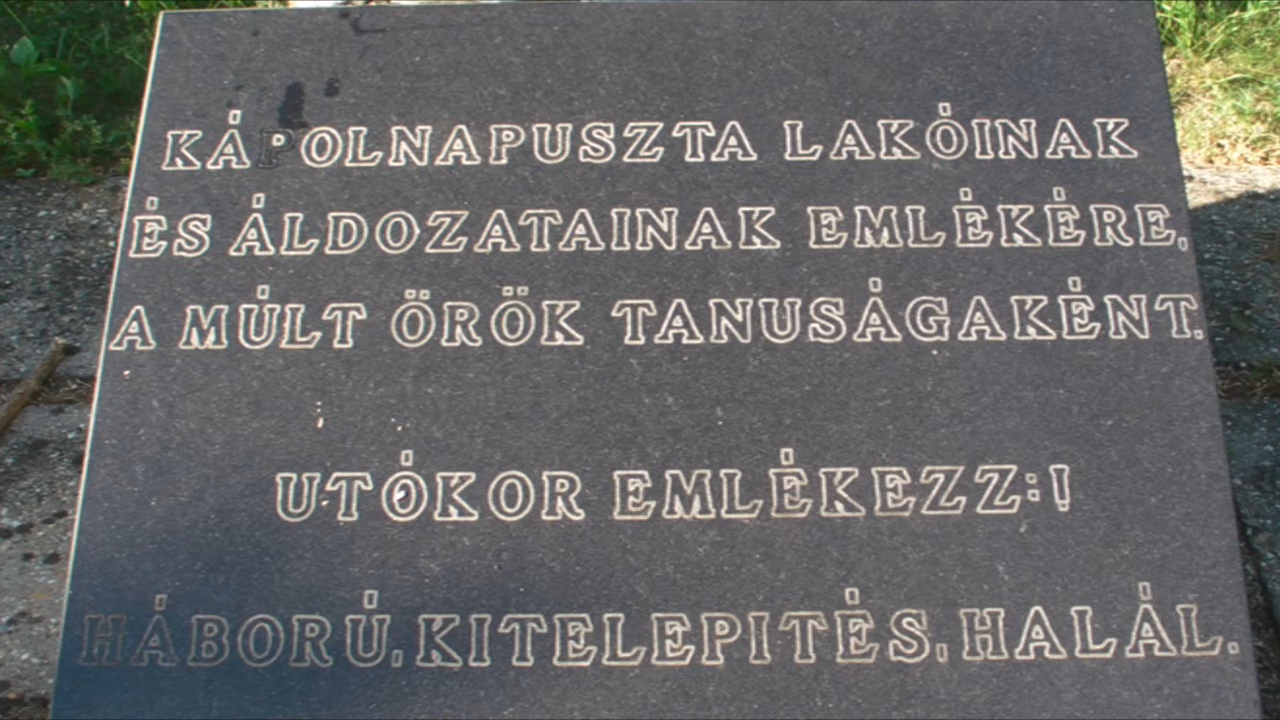 KÁPOLNAPUSZTA LAKÓINAK
ÉS ÁLDOZATAINAK EMLÉKÉRE,
A MÚLT ÖRÖK TANUSÁGAKÉNT.
UTÓKOR EMLÉKEZZ:!
HÁBORÚ, KITELEPITÉS, HALÁL.